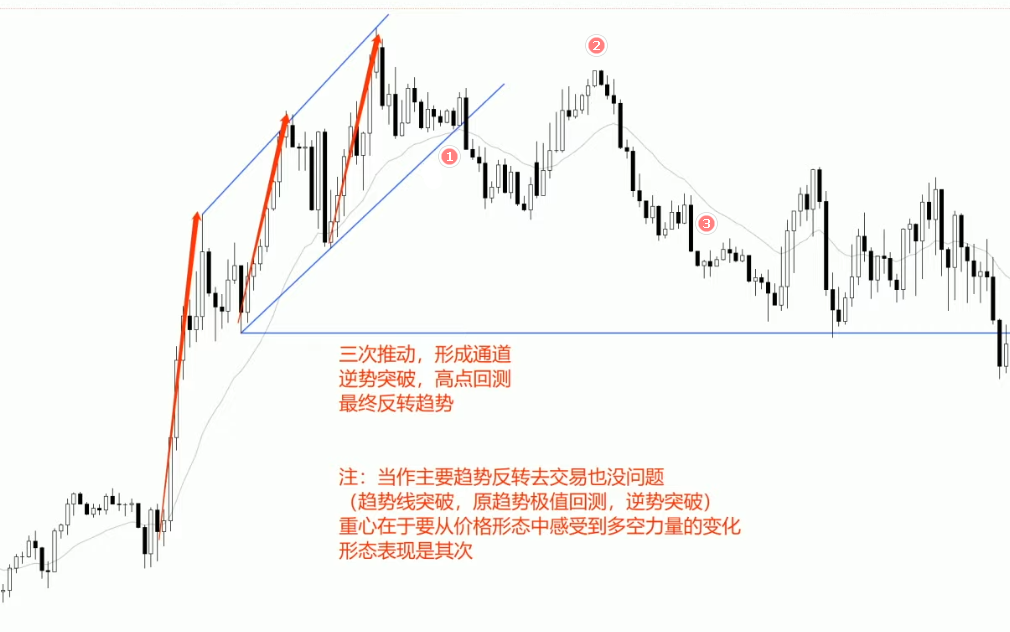 ②
①
③
三次推动，形成通道
逆势突破，高点回测
最终反转趋势
注：当作主要趋势反转去交易也没问题
（趋势线突破，原趋势极值回测，逆势突破）
重心在于要从价格形态中感受到多空力量的变化
形态表现是其次